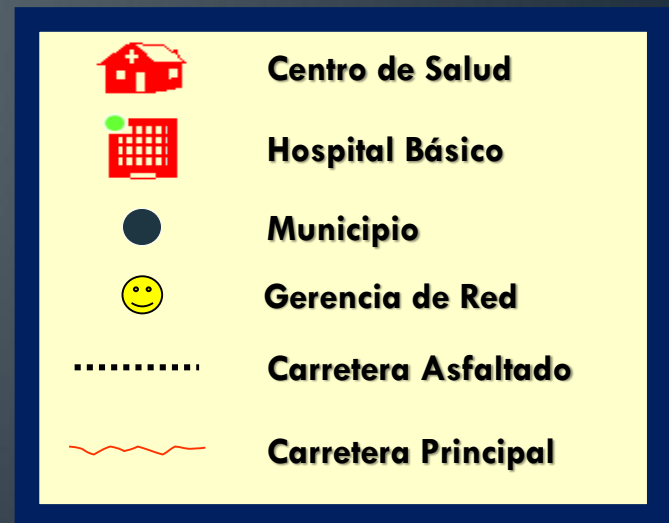 Centro de Salud
Hospital Básico
Municipio
Gerencia de Red
Carretera Asfaltado
Carretera Principal